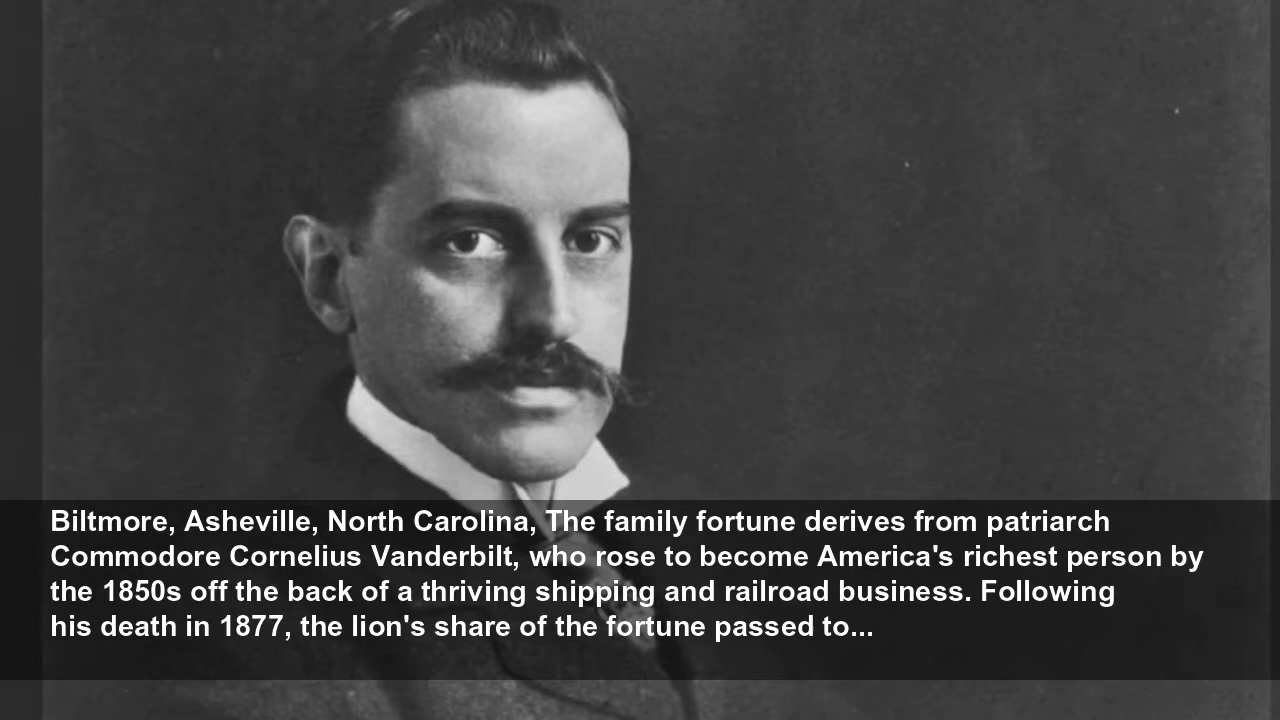 Biltmore, Asheville, North Carolina, The family fortune derives from patriarch
Commodore Cornelius Vanderbilt, who rose to become America's richest person by
the 1850s off the back of a thriving shipping and railroad business. Following
his death in 1877, the lion's share of the fortune passed to...